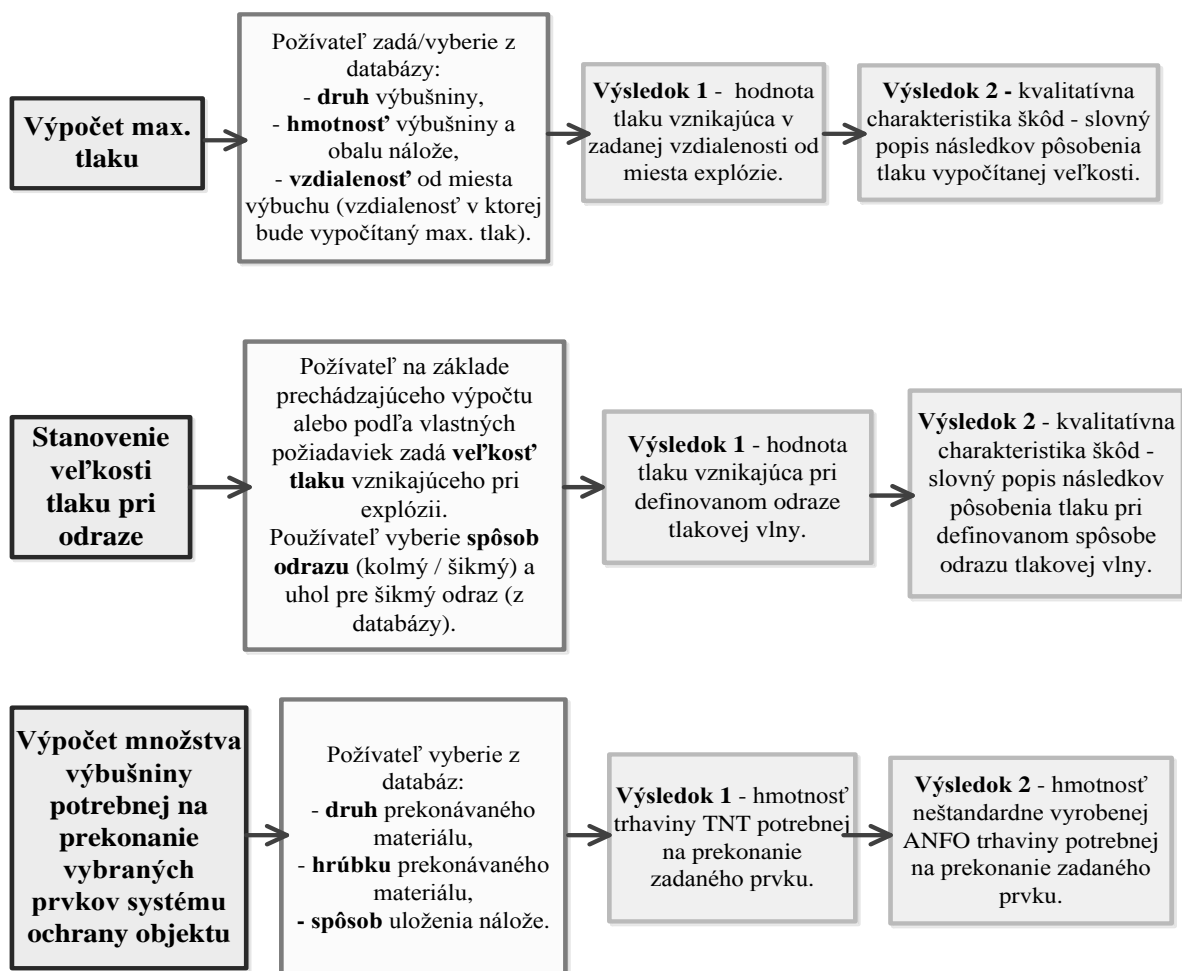 Výpočet max.
tlaku
Požívateľ zadá/vyberie z
databázy:
- druh výbušniny,
- hmotnosť výbušniny a
obalu nálože,
- vzdialenosť od miesta
výbuchu (vzdialenosť v ktorej
bude vypočítaný max. tlak).
Výsledok 1 - hodnota
tlaku vznikajúca v
zadanej vzdialenosti od
miesta explózie.
Výsledok 2 - kvalitatívna
charakteristika škôd - slovný
popis následkov pôsobenia
tlaku vypočítanej veľkosti.
Stanovenie
veľkosti
tlaku pri
odraze
Požívateľ na základe
prechádzajúceho výpočtu
alebo podľa vlastných
požiadaviek zadá veľkosť
tlaku vznikajúceho pri
explózii.
Používateľ vyberie spôsob
odrazu (kolmý / šikmý) a
uhol pre šikmý odraz (z
databázy).
Výsledok 1 - hodnota
tlaku vznikajúca pri
definovanom odraze
tlakovej vlny.
Výsledok 2 - kvalitatívna
charakteristika škôd -
slovný popis následkov
pôsobenia tlaku pri
definovanom spôsobe
odrazu tlakovej vlny.
Výpočet množstva
výbušniny
potrebnej na
prekonanie
vybraných
prvkov systému
ochrany objektu
Požívateľ vyberie z
databáz:
- druh prekonávaného
materiálu,
- hrúbku prekonávaného
materiálu,
- spôsob uloženia nálože.
Výsledok 1 - hmotnosť
trhaviny TNT potrebnej
na prekonanie
zadaného prvku.
Výsledok 2 - hmotnosť
neštandardne vyrobenej
ANFO trhaviny potrebnej
na prekonanie zadaného
prvku.